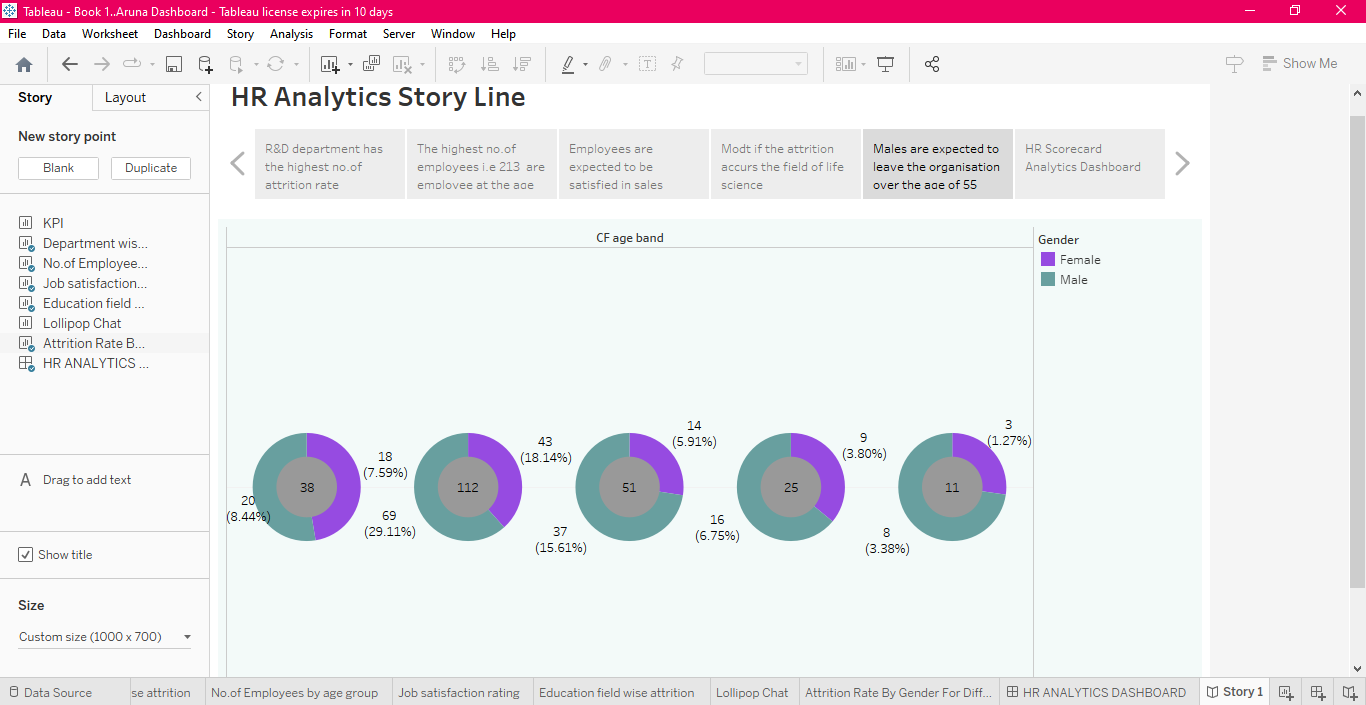 Tableau - Book 1..Aruna Dashboard - Tableau license expires in 10 days
File Data Worksheet Dashboard Story Analysis Format Server Window Help
Show Me
Story Layout
New story point
Blank Duplicate
KPI
Department wis...
No.of Employee...
Job satisfaction...
Education field ...
Lollipop Chat
Attrition Rate B...
HR ANALYTICS ...
A Drag to add text
Show title
Size
Custom size (1000 x 700)
HR Analytics Story Line
R&D department has
the highest no.of
attrition rate
The highest no.of
employees i.e 213 are
employee at the age
Employees are
expected to be
satisfied in sales
Modt if the attrition
accurs the field of life
science
Males are expected to
leave the organisation
over the age of 55
HR Scorecard
Analytics Dashboard
CF age band
Gender
Female
Male
38
18
(7.59%)
20
(8.44%)
112
43
(18.14%)
69
(29.11%)
51
14
(5.91%)
37
(15.61%)
25
9
(3.80%)
16
(6.75%)
11
3
(1.27%)
8
(3.38%)
Data Source se attrition No.of Employees by age group Job satisfaction rating Education field wise attrition Lollipop Chat Attrition Rate By Gender For Diff... HR ANALYTICS DASHBOARD Story 1